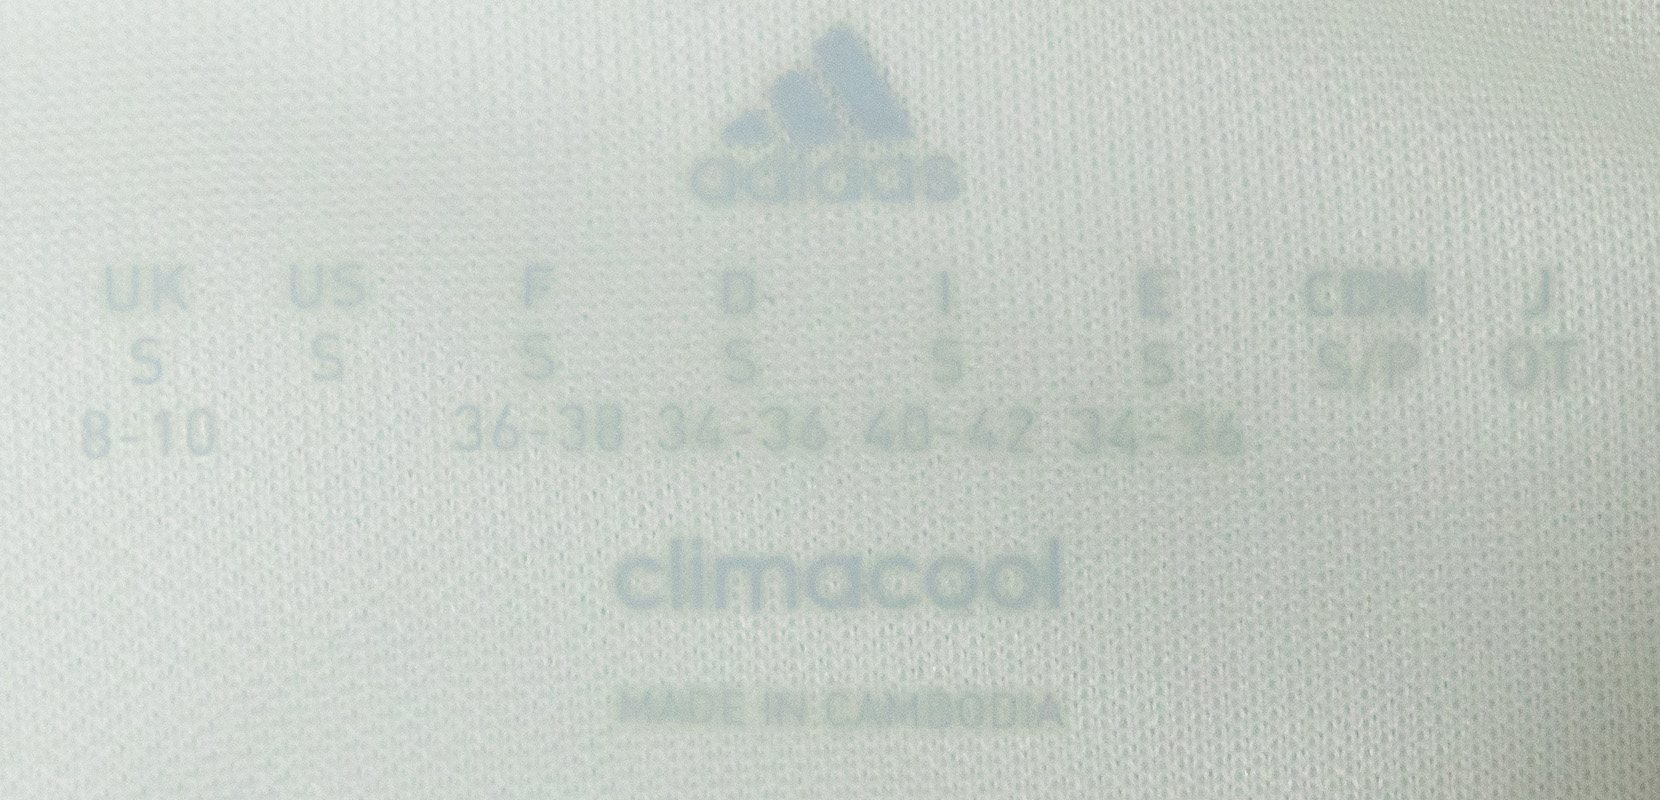 adidas
UK US F D I E CDN J
S S S S S S S/P OT
8-10 36-38 34-36 40-42 34-36
climacool
MADE IN CAMBODIA